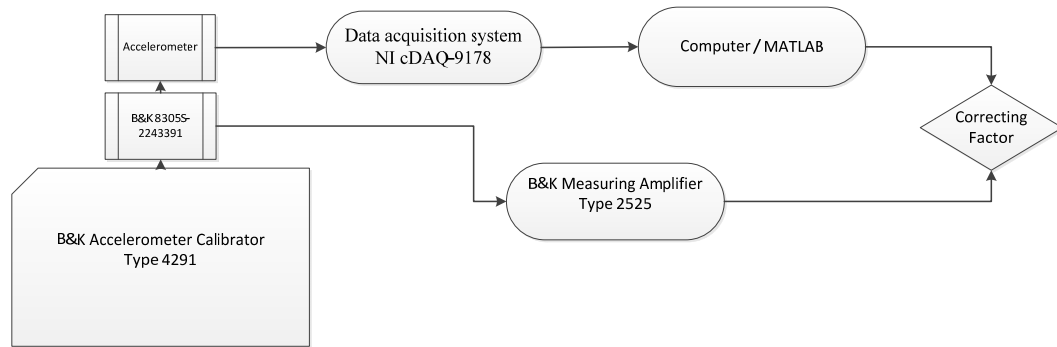 Accelerometer
Data acquisition system
NI cDAQ-9178
Computer / MATLAB
B&K 8305S-
2243391
Correcting
Factor
B&K Measuring Amplifier
Type 2525
B&K Accelerometer Calibrator
Type 4291